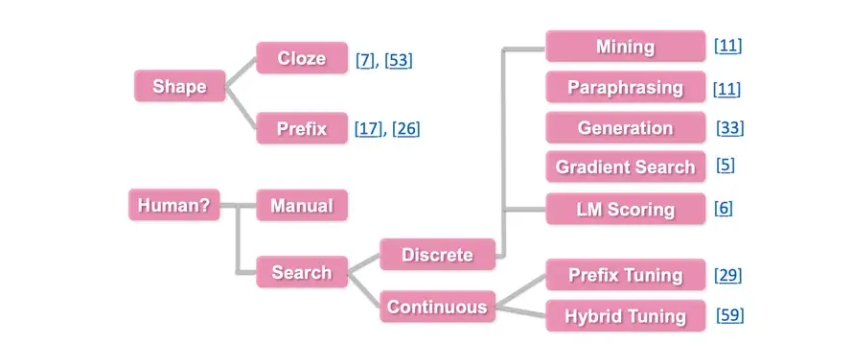 Shape
Cloze [7], [53]
Prefix [17], [26]
Human?
Manual
Search
Discrete
Mining [11]
Paraphrasing [11]
Generation [33]
Gradient Search [5]
LM Scoring [6]
Continuous
Prefix Tuning [29]
Hybrid Tuning [59]